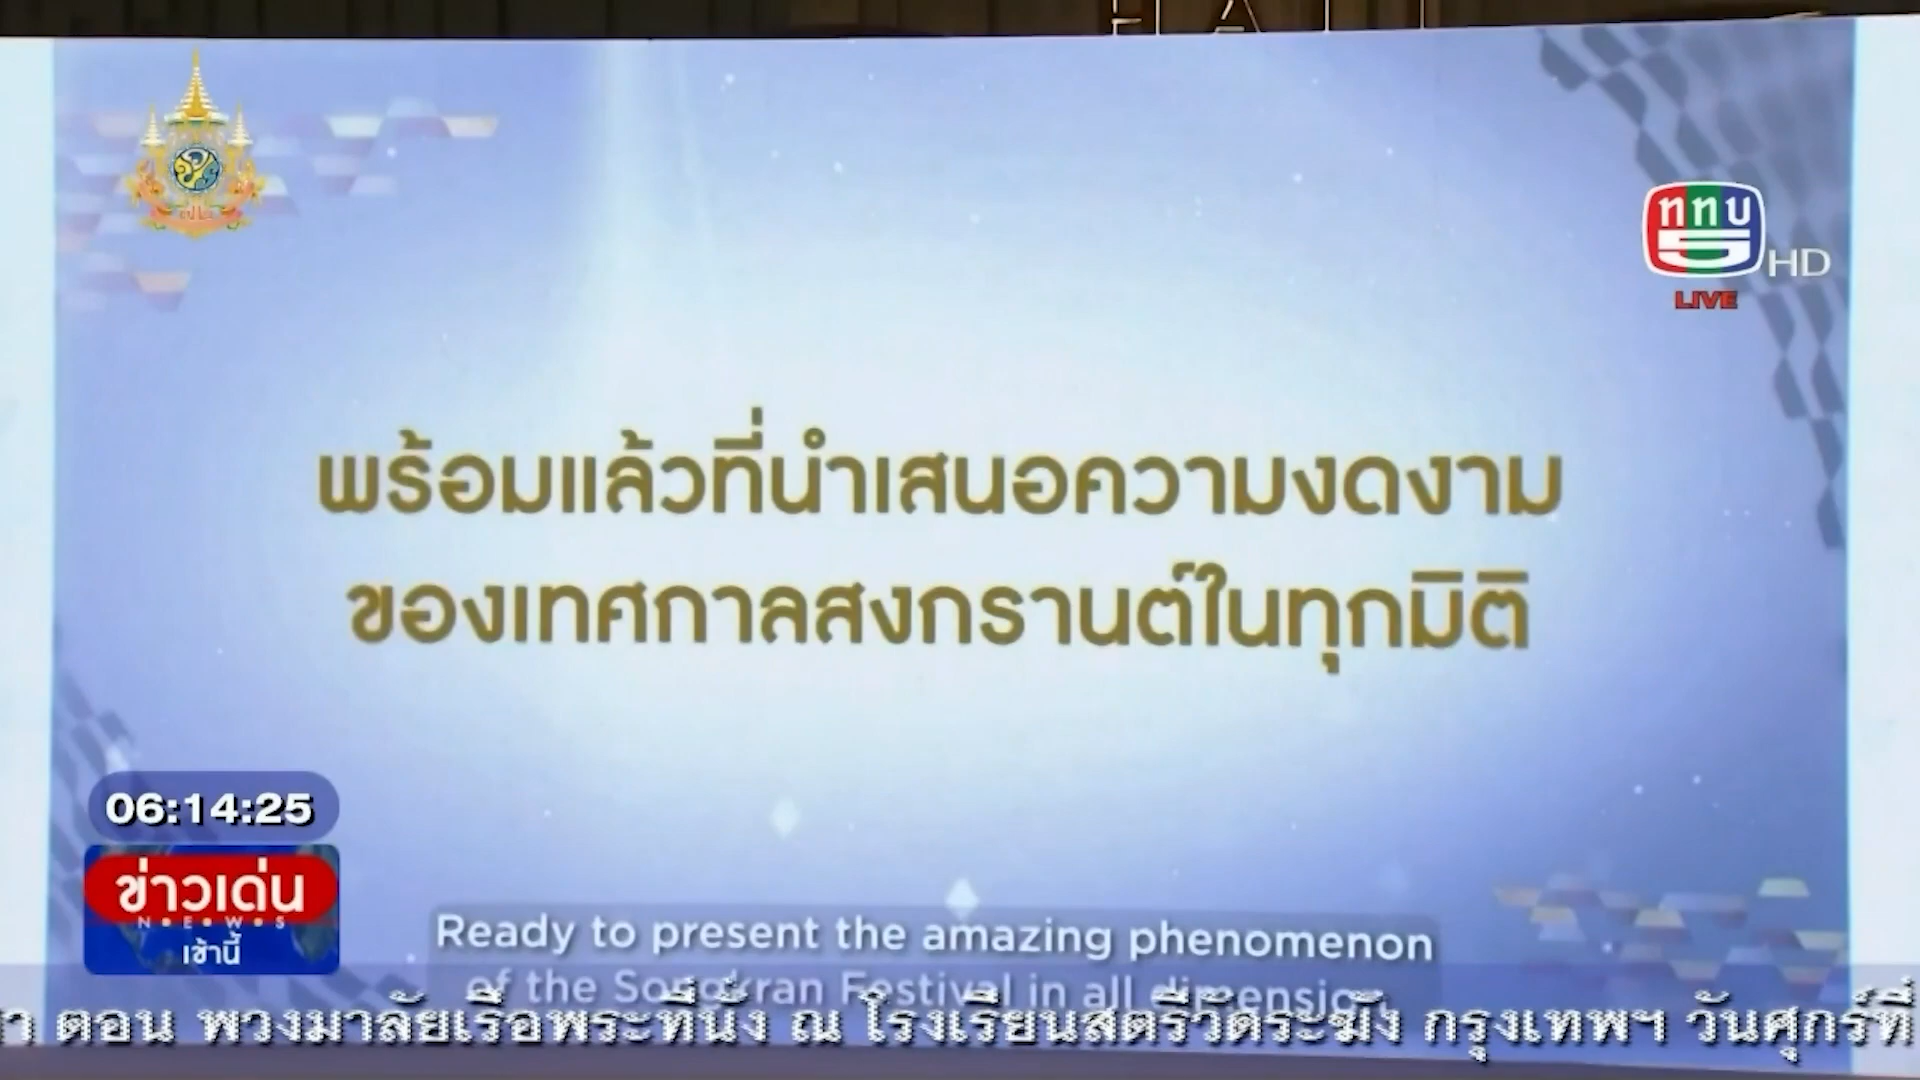 ททบ
5 HD
LIVE
พร้อมแล้วที่นำเสนอความงดงาม
ของเทศกาลสงกรานต์ในทุกมิติ
06:14:25
ข่าวเด่น
N·E·W·S
เช้านี้
Ready to present the amazing phenomenon
of the Songkran Festival in all dimension
ตอน พวงมาลัยเรือพระที่นั่ง ณ โรงเรียนสตรีวัดระฆัง กรุงเทพฯ วันศุกร์ที่